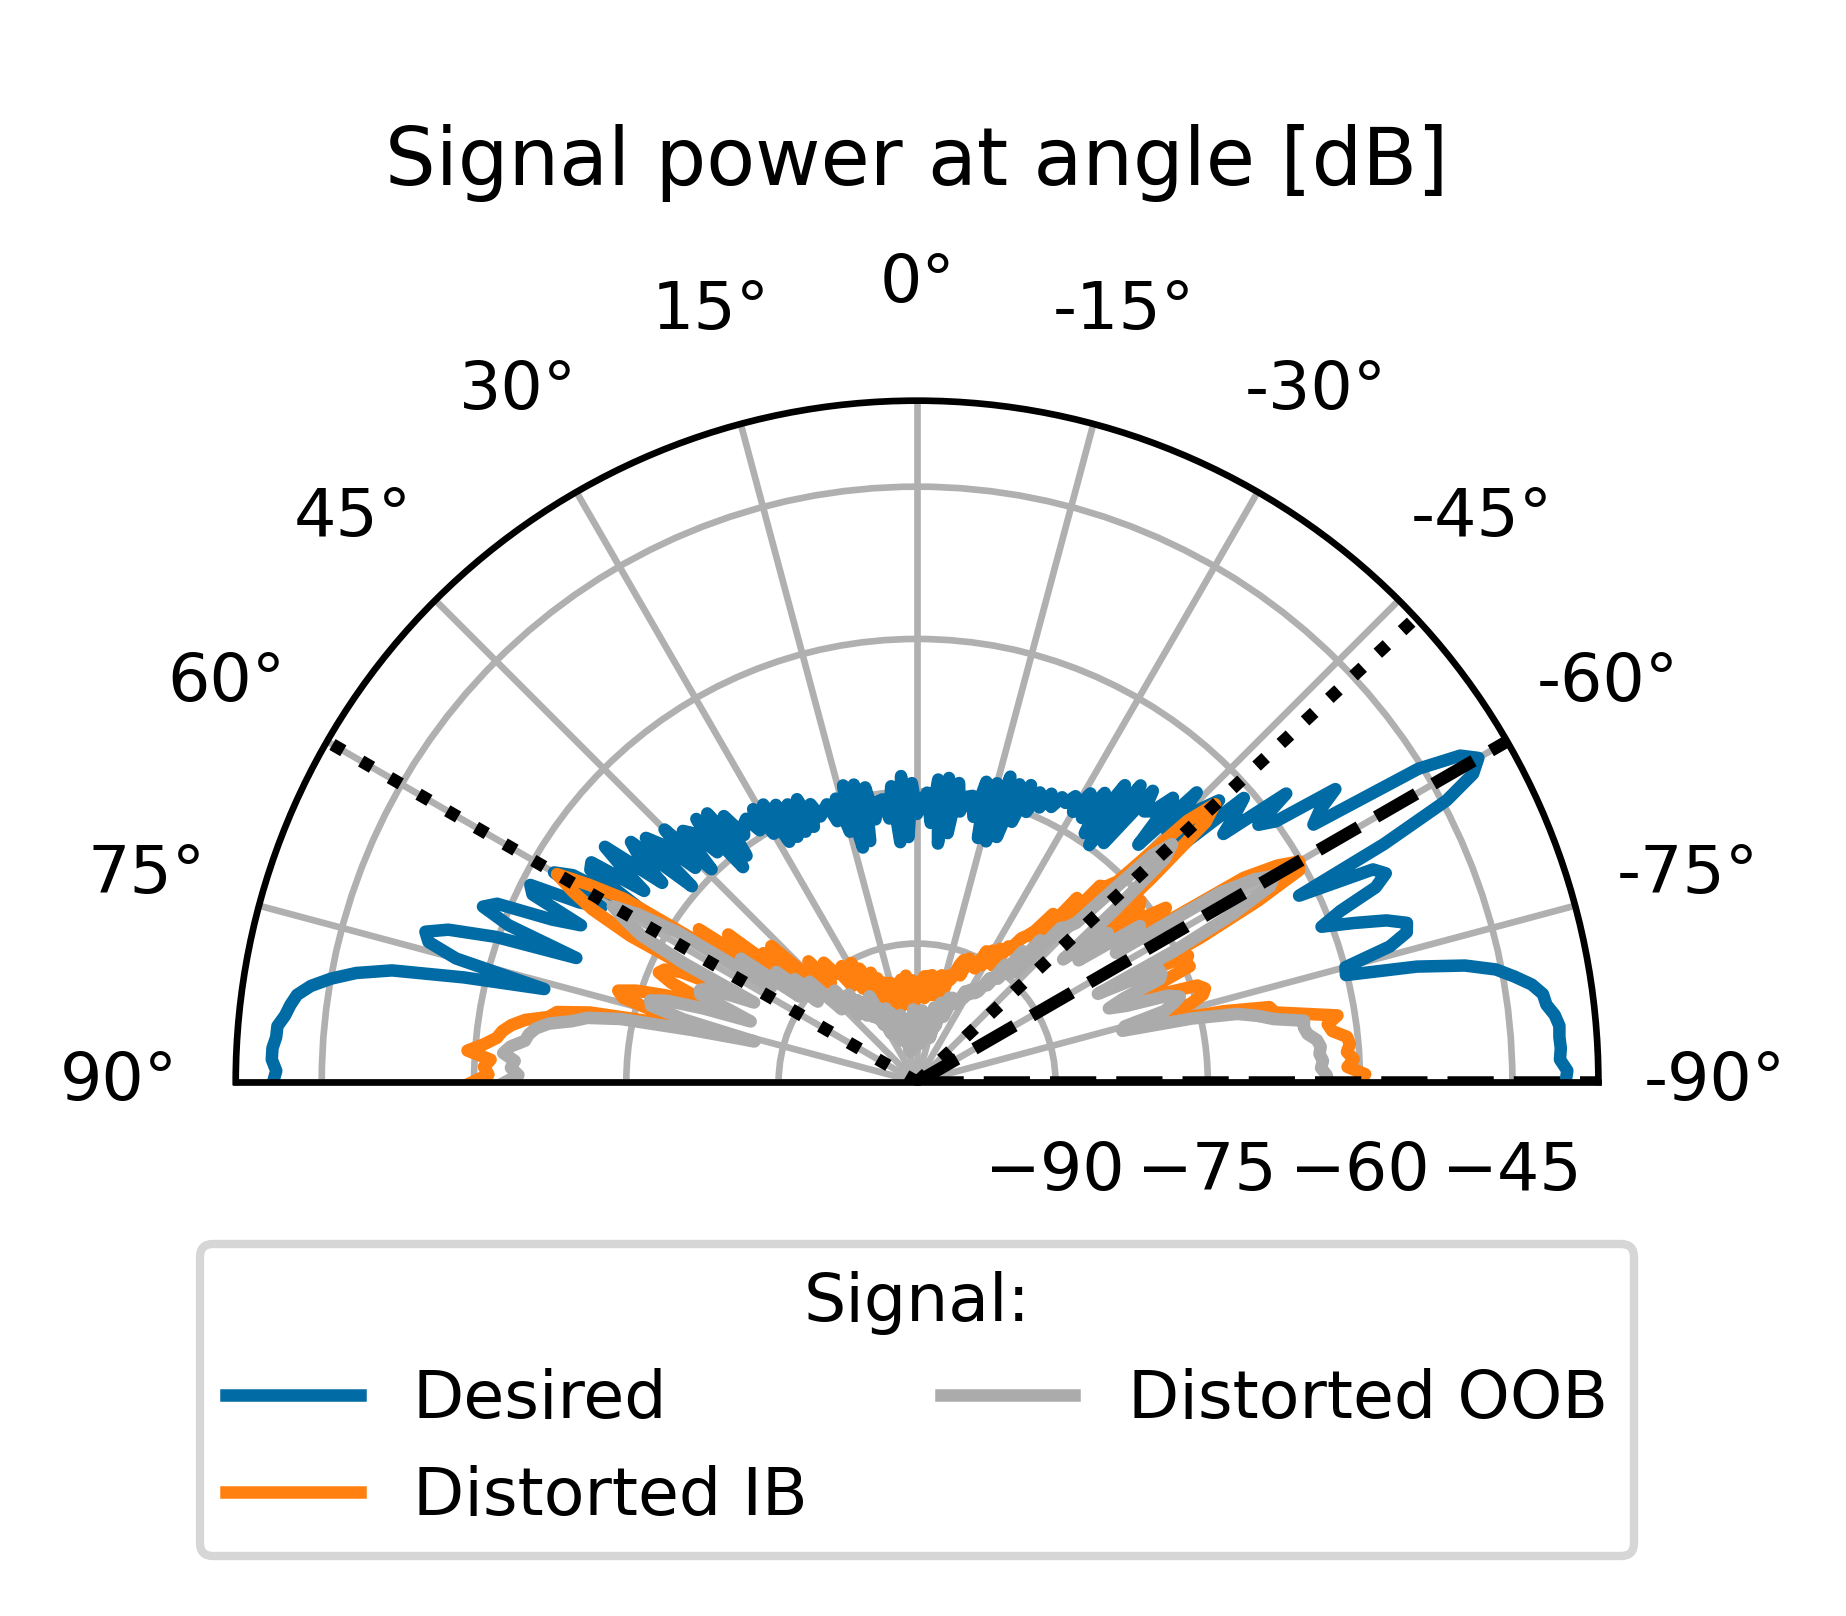 Signal power at angle [dB]
0°
15°
-15°
30°
-30°
45°
-45°
60°
-60°
75°
-75°
90°
-90°
−90 −75 −60 −45
Signal:
Desired
Distorted OOB
Distorted IB